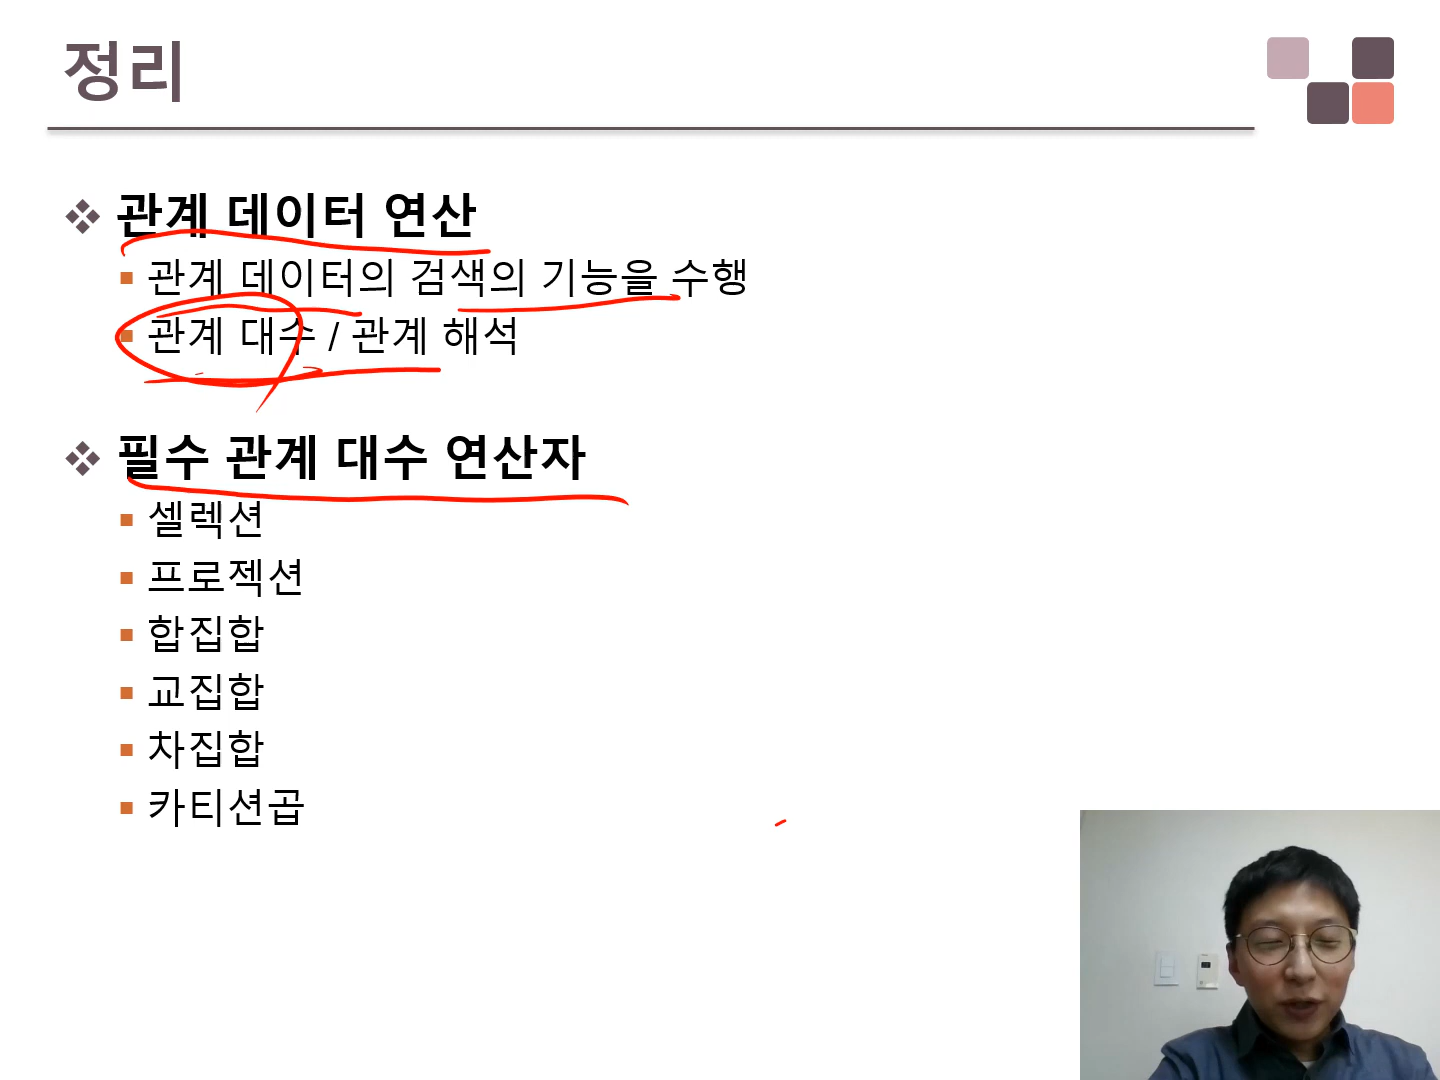 정리
관계 데이터 연산
관계 데이터의 검색의 기능을 수행
관계 대수 / 관계 해석
필수 관계 대수 연산자
셀렉션
프로젝션
합집합
교집합
차집합
카티션곱